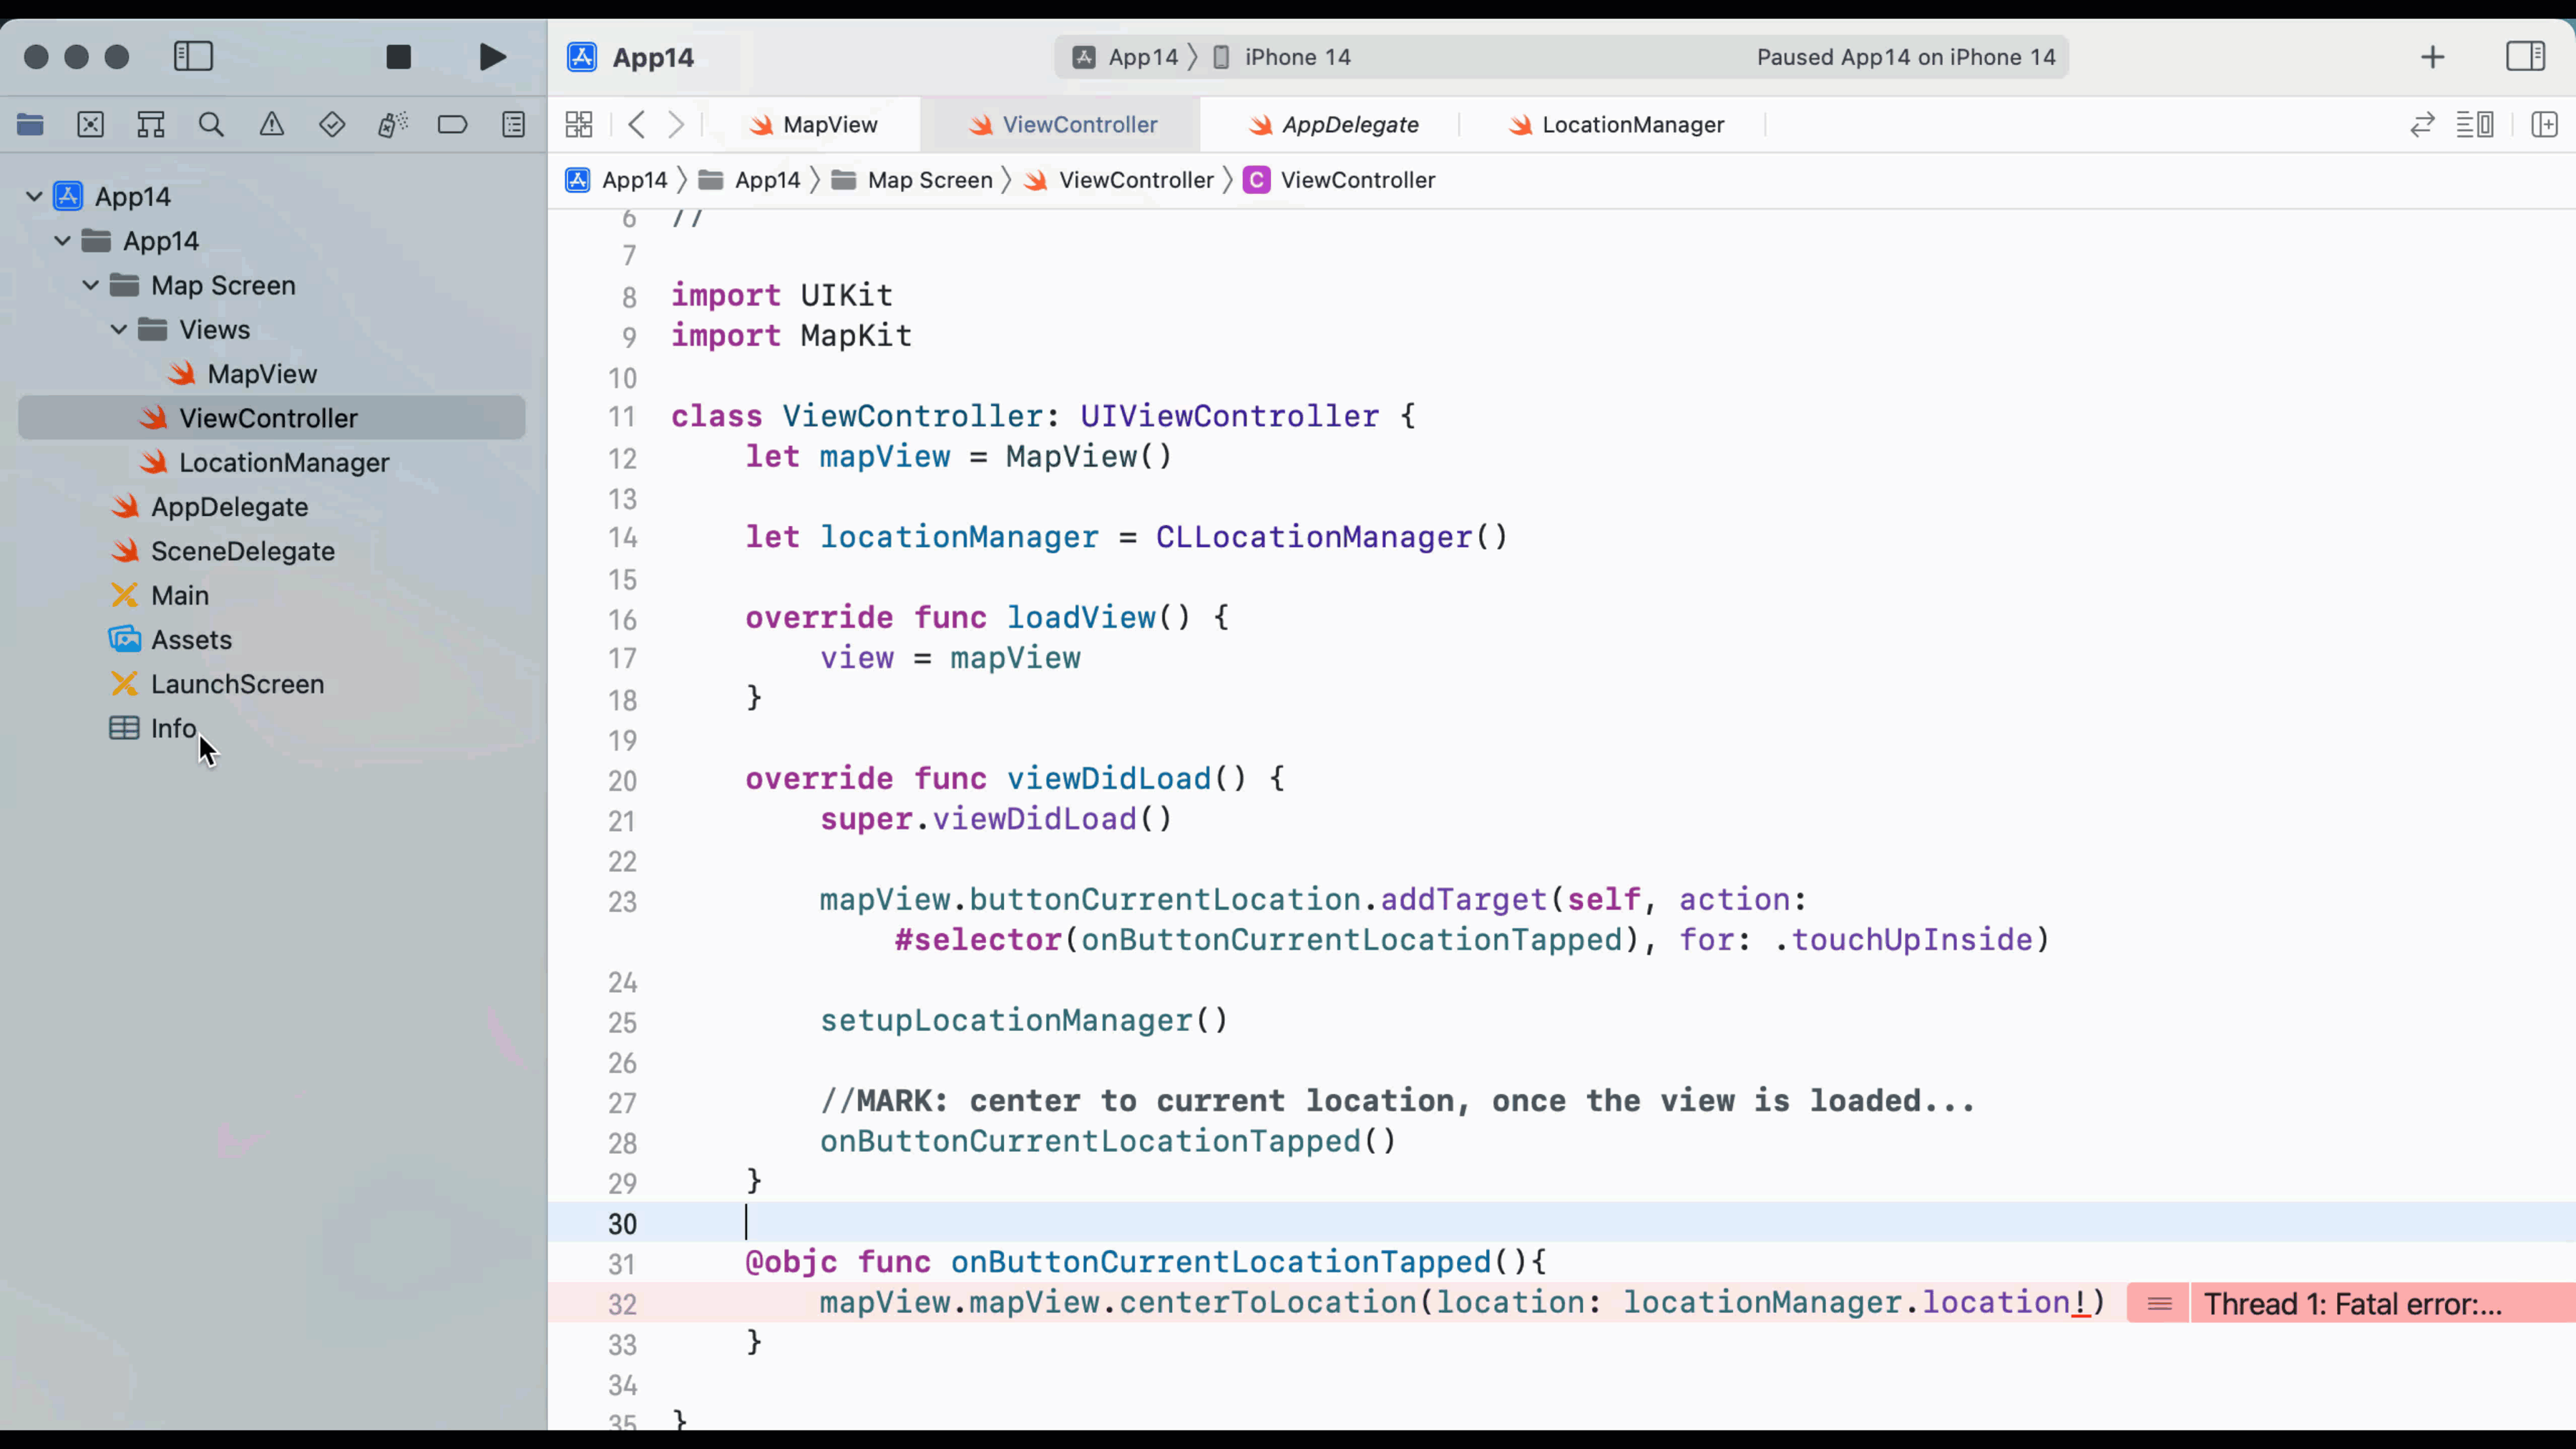 App14
App14 〉 iPhone 14
Paused App14 on iPhone 14
MapView
ViewController
AppDelegate
LocationManager
App14 〉 App14 〉 Map Screen 〉 ViewController 〉 C ViewController
App14
App14
Map Screen
Views
MapView
ViewController
LocationManager
AppDelegate
SceneDelegate
Main
Assets
LaunchScreen
Info
6 //
7
8 import UIKit
9 import MapKit
10
11 class ViewController: UIViewController {
12 let mapView = MapView()
13
14 let locationManager = CLLocationManager()
15
16 override func loadView() {
17 view = mapView
18 }
19
20 override func viewDidLoad() {
21 super.viewDidLoad()
22
23 mapView.buttonCurrentLocation.addTarget(self, action:
#selector(onButtonCurrentLocationTapped), for: .touchUpInside)
24
25 setupLocationManager()
26
27 //MARK: center to current location, once the view is loaded...
28 onButtonCurrentLocationTapped()
29 }
30
31 @objc func onButtonCurrentLocationTapped(){
32 mapView.mapView.centerToLocation(location: locationManager.location!) Thread 1: Fatal error:...
33 }
34
35 }